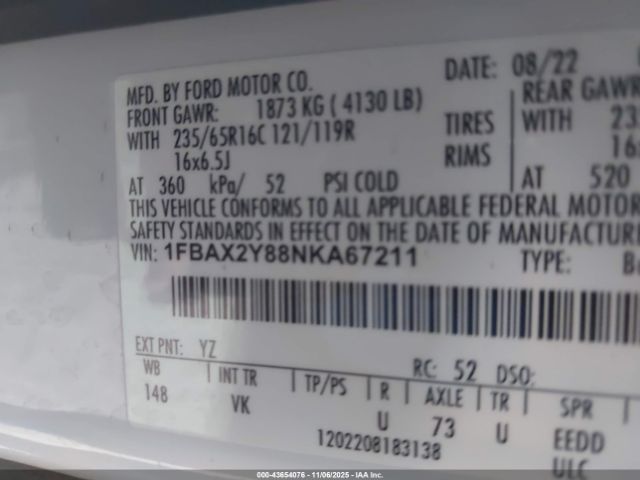 MFD. BY FORD MOTOR CO. DATE: 08/22
FRONT GAWR: 1873 KG ( 4130 LB) REAR GAWR
WITH 235/65R16C 121/119R TIRES WITH 23
16x6.5J RIMS 16
AT 360 kPa/ 52 PSI COLD AT 520
THIS VEHICLE CONFORMS TO ALL APPLICABLE FEDERAL MOTOR
SAFETY STANDARDS IN EFFECT ON THE DATE OF MANUFACTURE
VIN: 1FBAX2Y88NKA67211 TYPE:
EXT PNT: YZ RC: 52 DSO:
WB INT TR TP/PS R AXLE TR SPR
148 VK U 73 U EEDD
1202208183138 ULC
000-43654076 - 11/06/2025 - IAAI.com